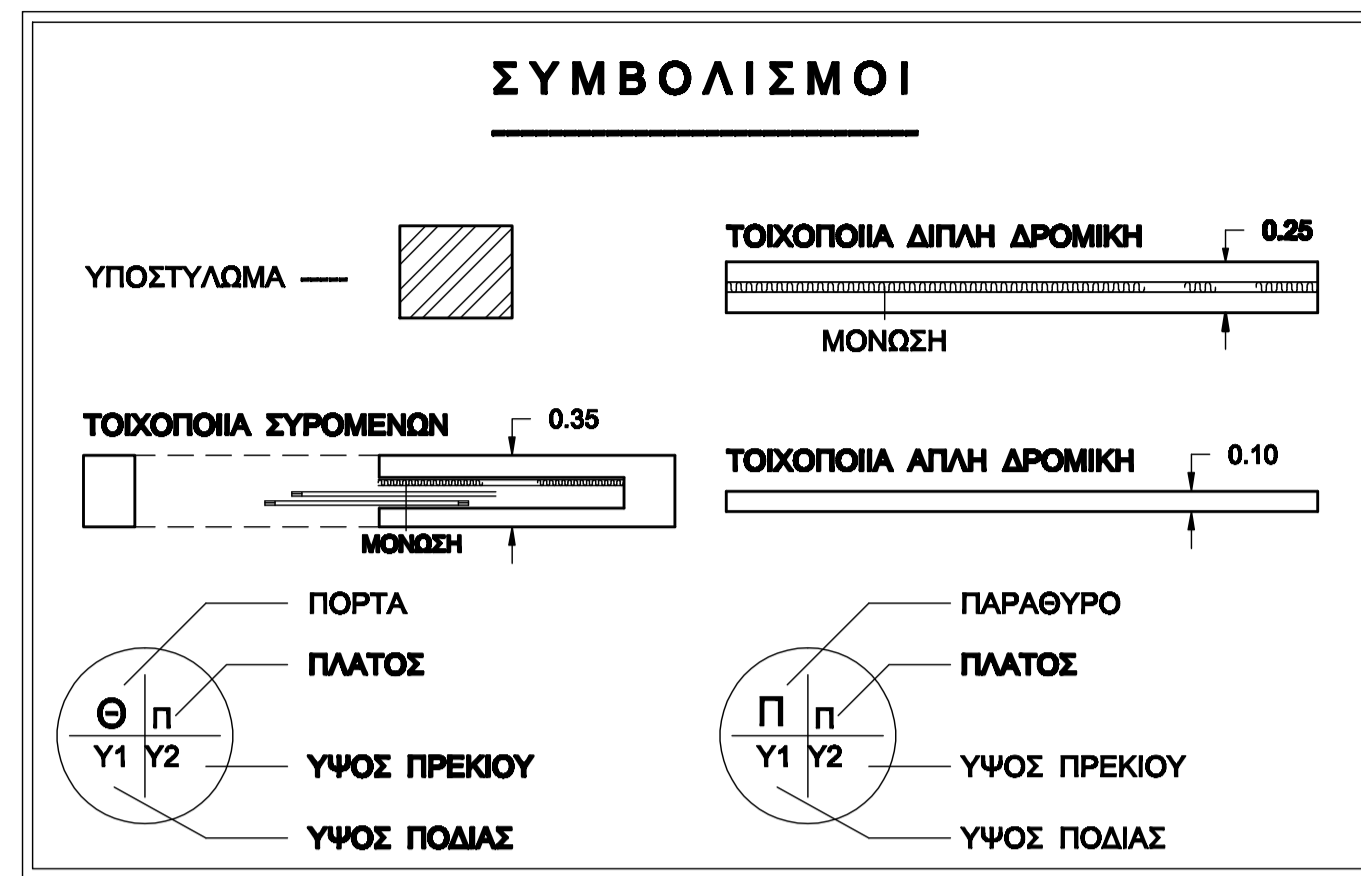 ΣΥΜΒΟΛΙΣΜΟΙ
ΥΠΟΣΤΥΛΩΜΑ
ΤΟΙΧΟΠΟΙΙΑ ΔΙΠΛΗ ΔΡΟΜΙΚΗ 0.25
ΜΟΝΩΣΗ
ΤΟΙΧΟΠΟΙΙΑ ΣΥΡΟΜΕΝΩΝ 0.35
ΜΟΝΩΣΗ
ΤΟΙΧΟΠΟΙΙΑ ΑΠΛΗ ΔΡΟΜΙΚΗ 0.10
ΠΟΡΤΑ
ΠΛΑΤΟΣ
Θ Π
Υ1 Υ2
ΥΨΟΣ ΠΡΕΚΙΟΥ
ΥΨΟΣ ΠΟΔΙΑΣ
ΠΑΡΑΘΥΡΟ
ΠΛΑΤΟΣ
Π Π
Υ1 Υ2
ΥΨΟΣ ΠΡΕΚΙΟΥ
ΥΨΟΣ ΠΟΔΙΑΣ